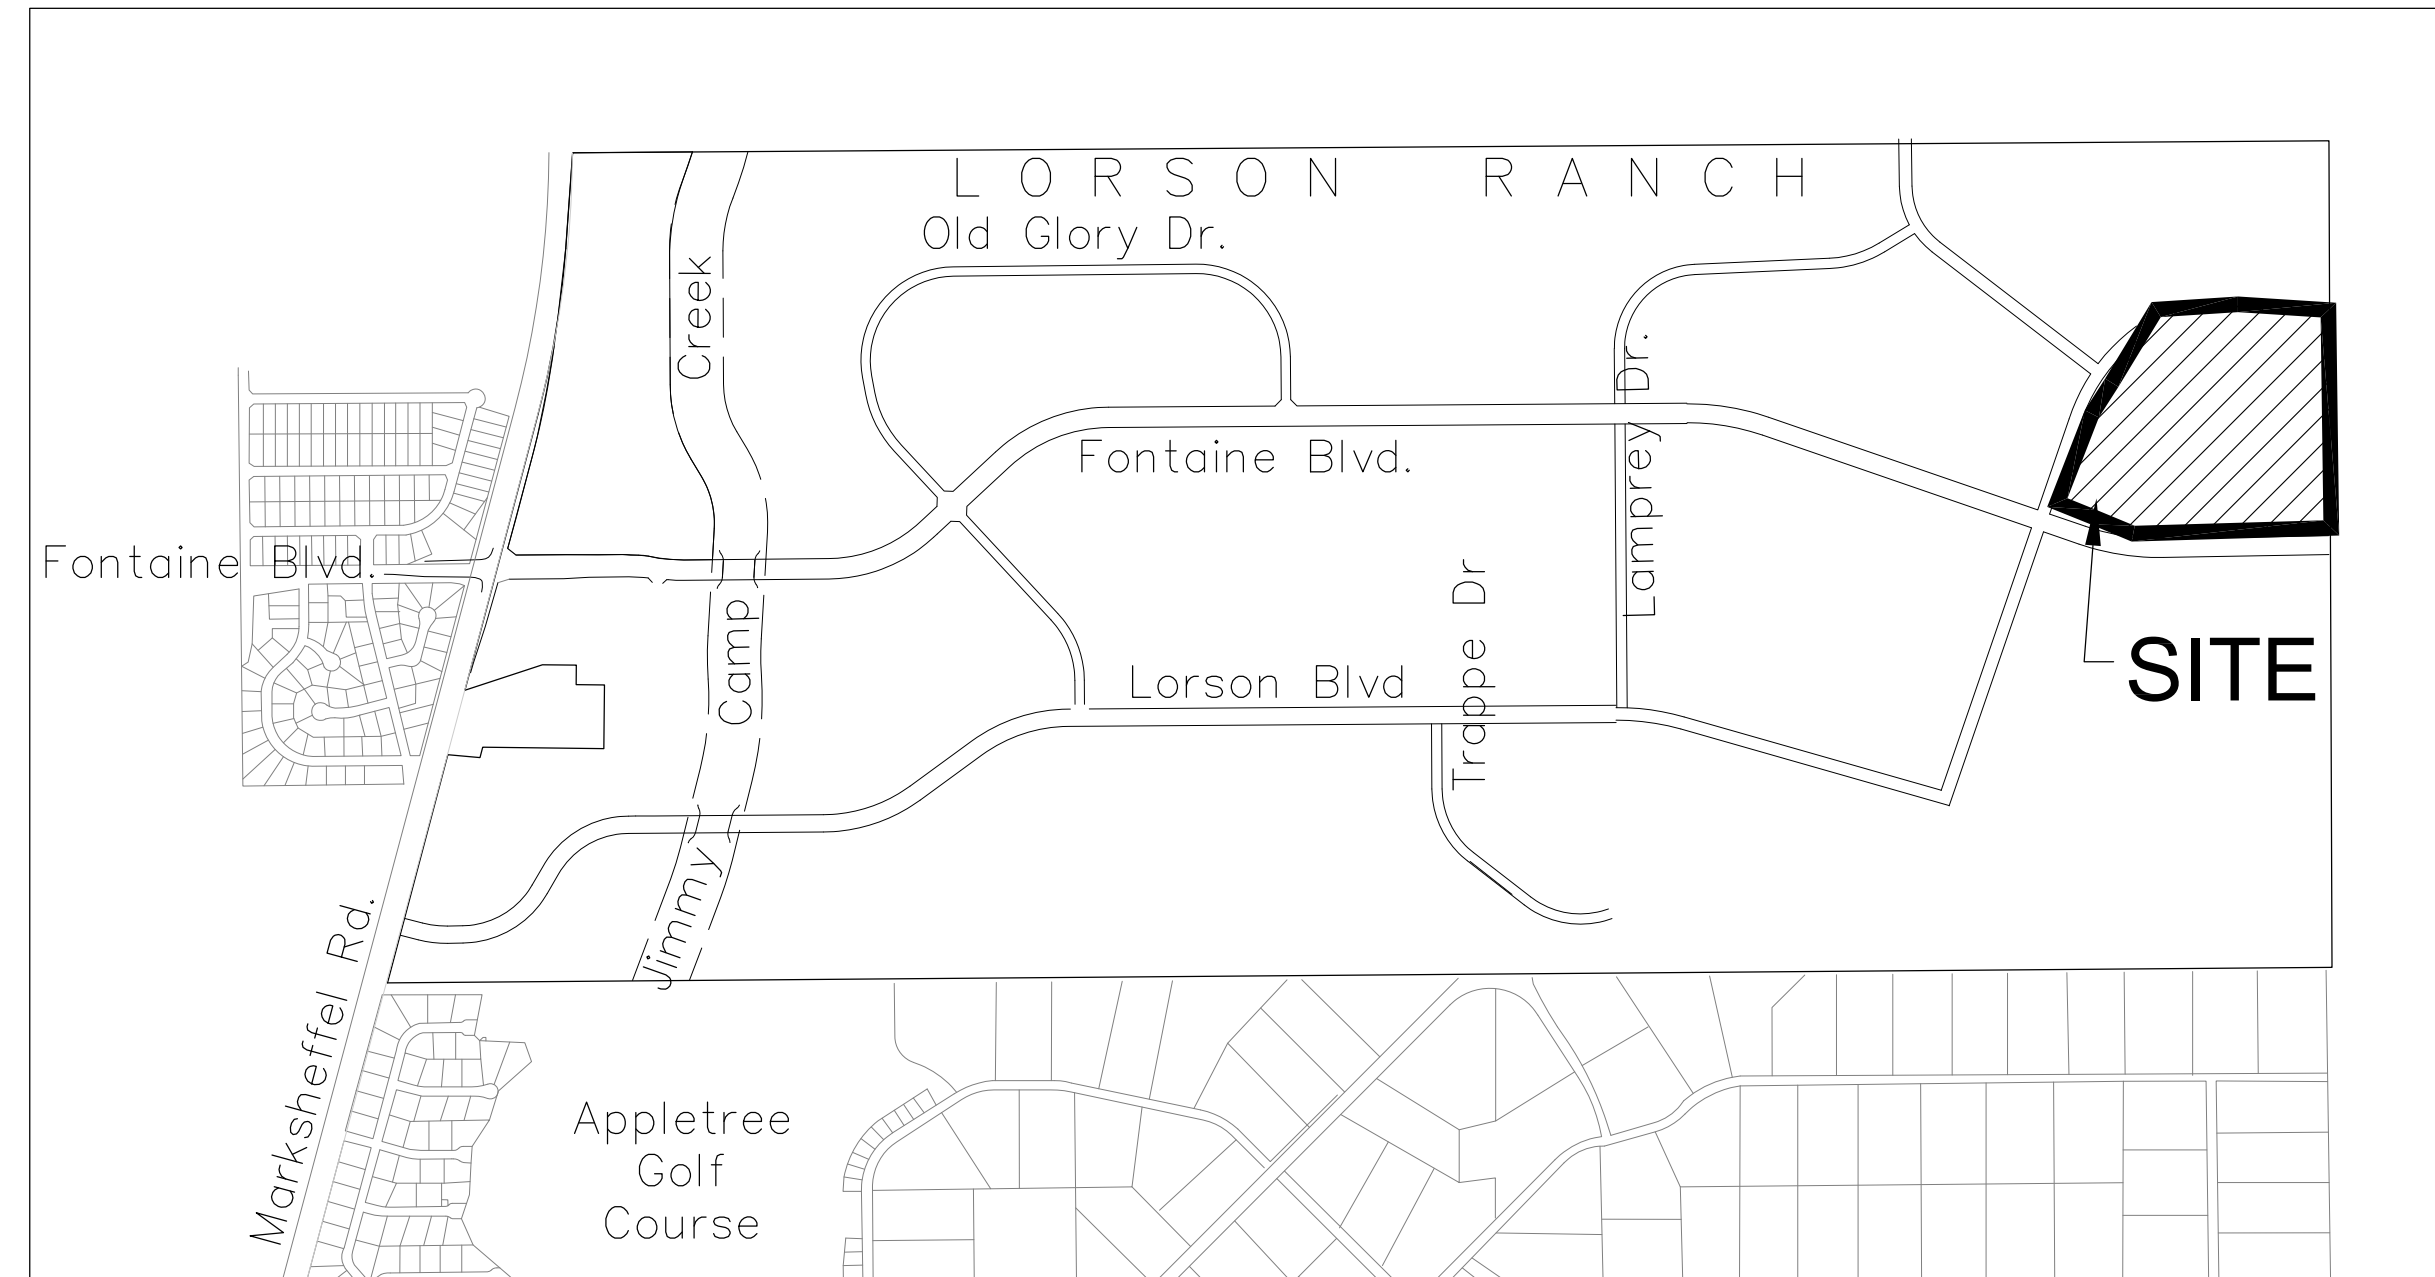 LORSON RANCH
Old Glory Dr.
Creek
Lamprey Dr.
Fontaine Blvd.
Fontaine Blvd.
Camp
Trappe Dr
SITE
Lorson Blvd
Jimmy
Marksheffel Rd.
Appletree
Golf
Course